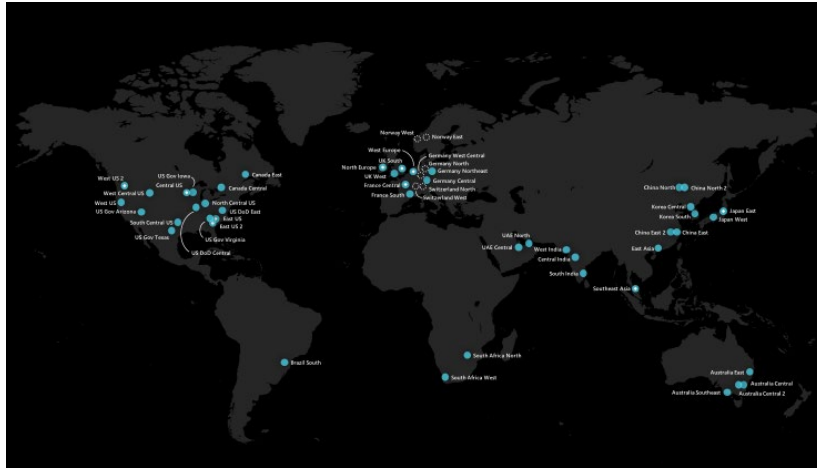 Norway West
Norway East
West Europe
UK South
North Europe
UK West
France Central
France South
Germany West Central
Germany North
Germany Northeast
Germany Central
Switzerland North
Switzerland West
US Gov Iowa
Central US
West US 2
West Central US
West US
US Gov Arizona
South Central US
US Gov Texas
Canada East
Canada Central
North Central US
US DoD East
East US
East US 2
US Gov Virginia
US DoD Central
China North
China North 2
Korea Central
Korea South
Japan East
Japan West
China East 2
China East
East Asia
UAE North
UAE Central
West India
Central India
South India
Southeast Asia
Brazil South
South Africa North
South Africa West
Australia East
Australia Central
Australia Southeast
Australia Central 2